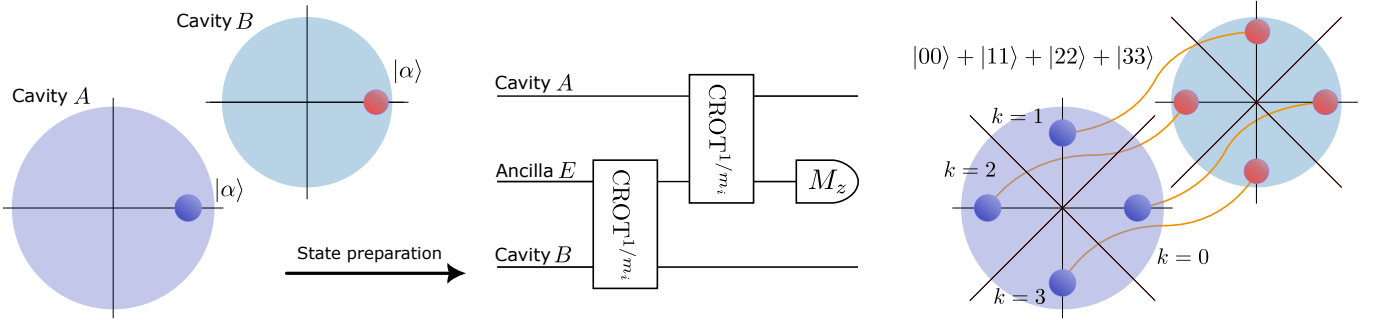 Cavity B
|α⟩
Cavity A
|α⟩
State preparation
Cavity A
Ancilla E
Cavity B
CROT^{1/m_i}
CROT^{1/m_i}
M_z
|00⟩ + |11⟩ + |22⟩ + |33⟩
k = 1
k = 2
k = 0
k = 3